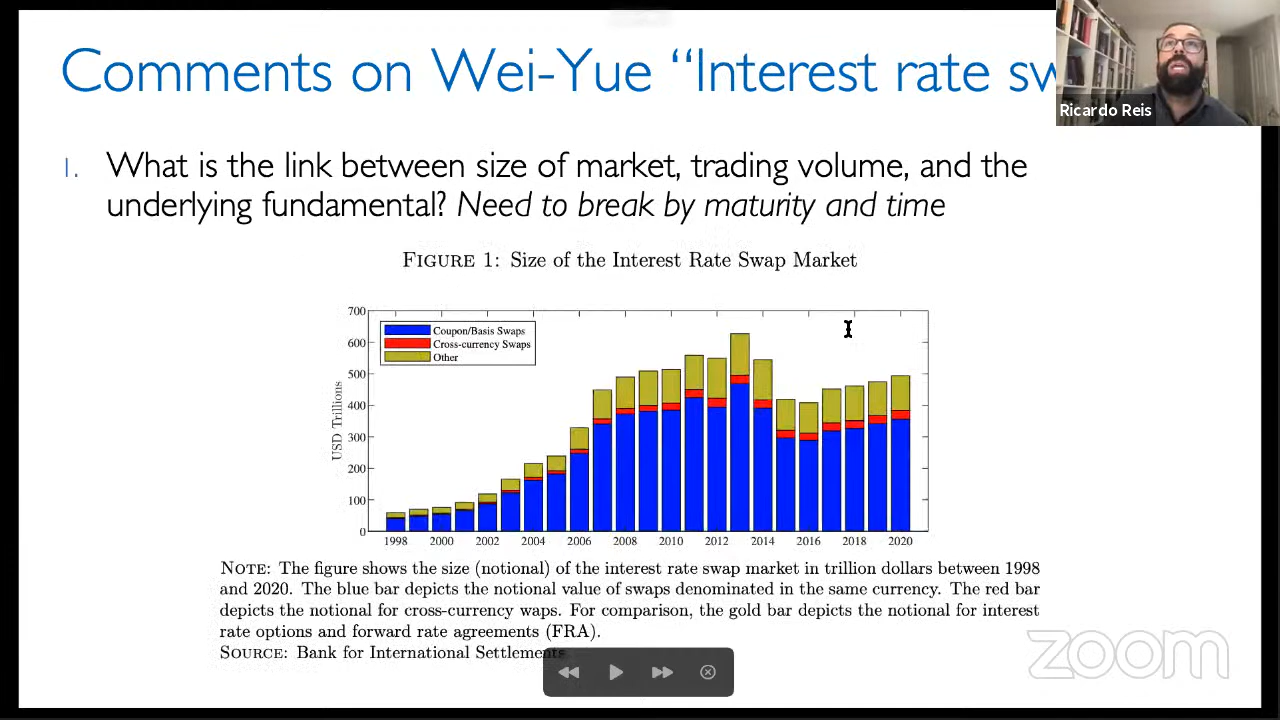 Comments on Wei-Yue “Interest rate sw
Ricardo Reis
1. What is the link between size of market, trading volume, and the
underlying fundamental? Need to break by maturity and time
FIGURE 1: Size of the Interest Rate Swap Market
USD Trillions
700
600
500
400
300
200
100
0
Coupon/Basis Swaps
Cross-currency Swaps
Other
1998 2000 2002 2004 2006 2008 2010 2012 2014 2016 2018 2020
NOTE: The figure shows the size (notional) of the interest rate swap market in trillion dollars between 1998
and 2020. The blue bar depicts the notional value of swaps denominated in the same currency. The red bar
depicts the notional for cross-currency waps. For comparison, the gold bar depicts the notional for interest
rate options and forward rate agreements (FRA).
SOURCE: Bank for International Settlements
zoom